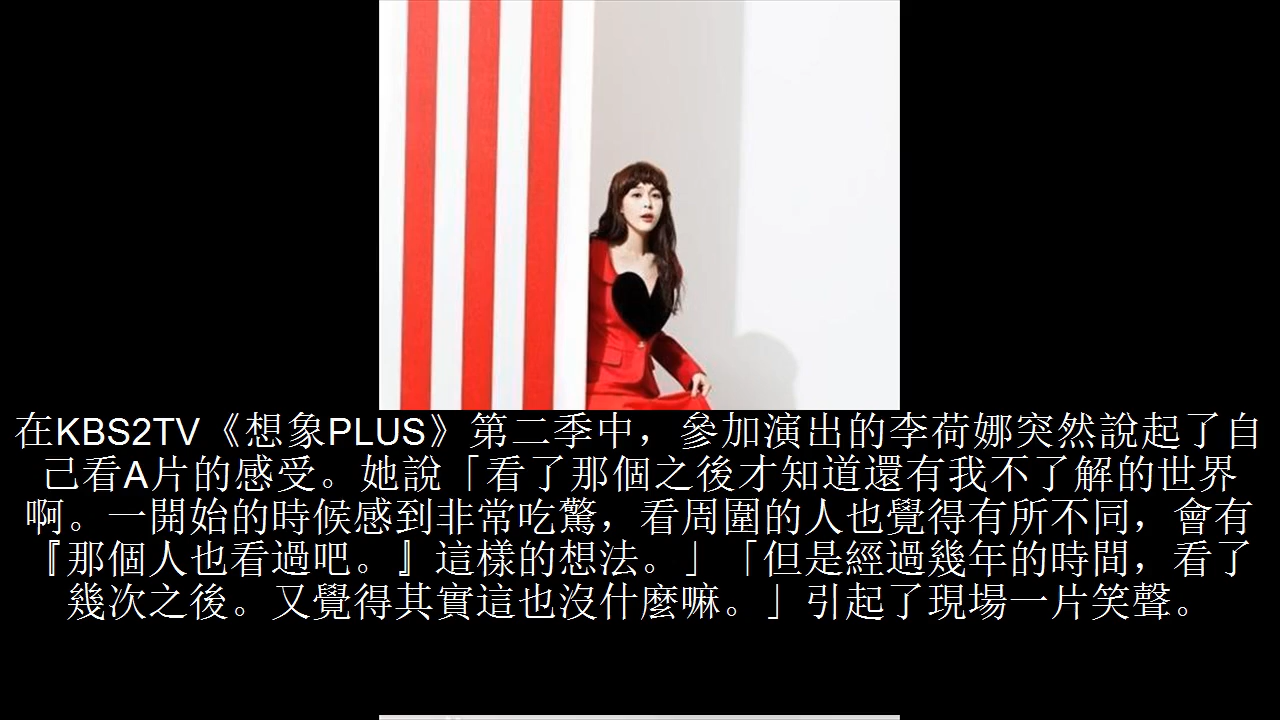 在KBS2TV《想象PLUS》第二季中，參加演出的李荷娜突然說起了自
己看A片的感受。她說「看了那個之後才知道還有我不了解的世界
啊。一開始的時候感到非常吃驚，看周圍的人也覺得有所不同，會有
『那個人也看過吧。』這樣的想法。」「但是經過幾年的時間，看了
幾次之後。又覺得其實這也沒什麼嘛。」引起了現場一片笑聲。